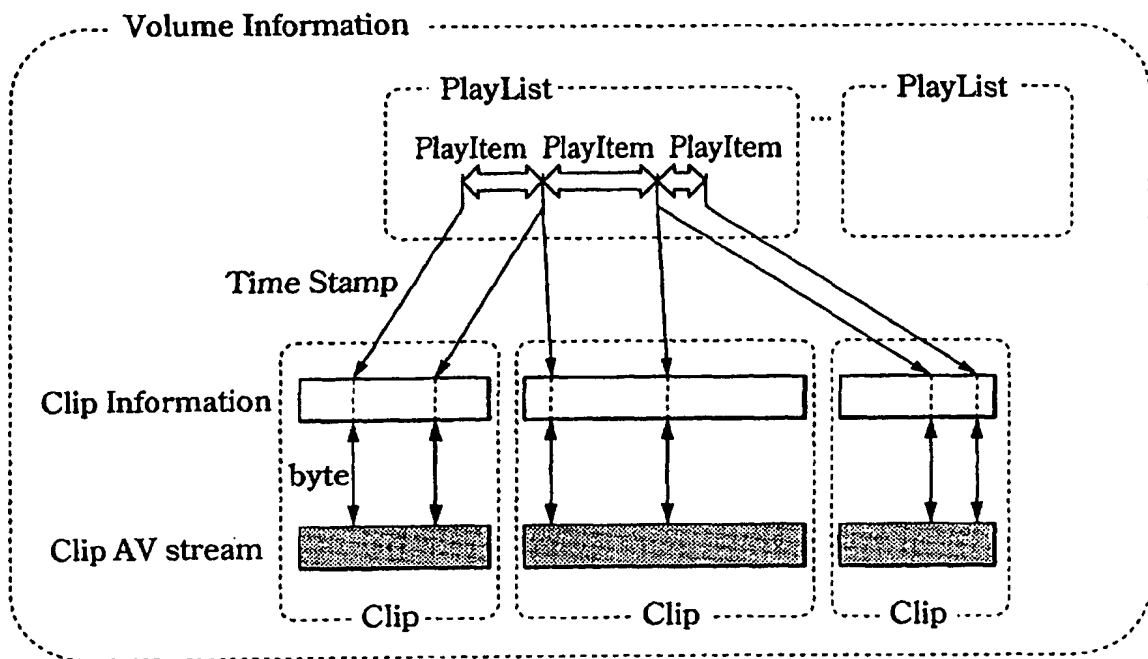 Volume Information
PlayList
PlayList
...
PlayItem PlayItem PlayItem
Time Stamp
Clip Information
byte
Clip AV stream
Clip
Clip
Clip